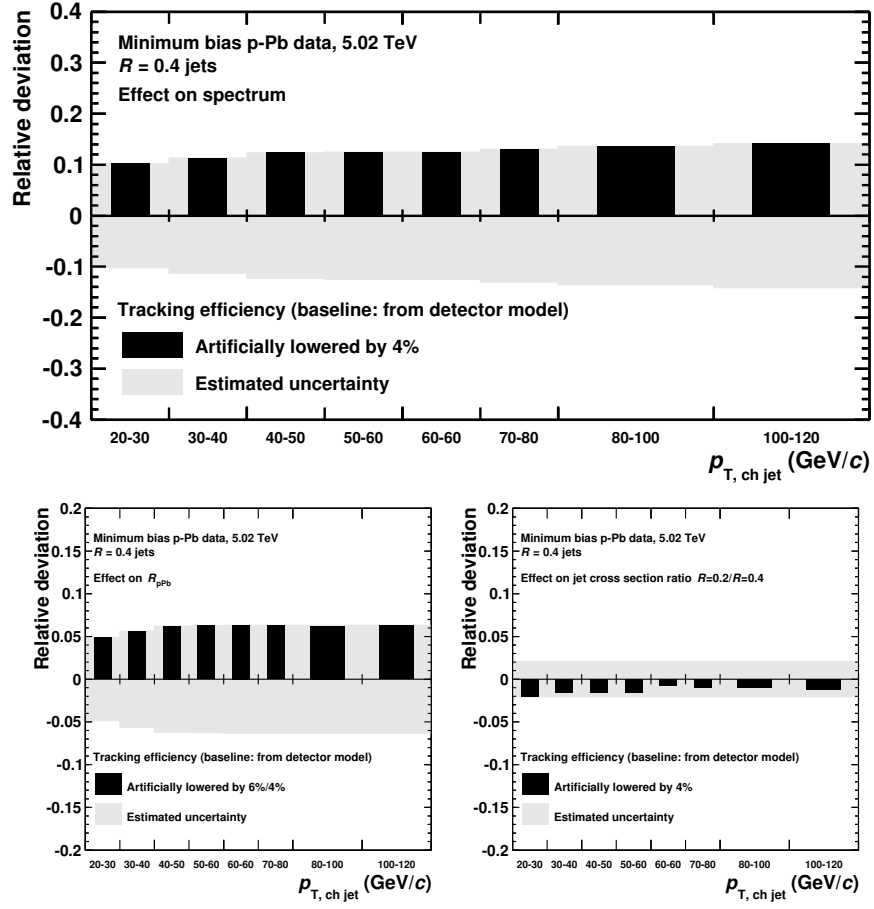 0.4
0.3
0.2
0.1
0
-0.1
-0.2
-0.3
-0.4
Relative deviation
Minimum bias p-Pb data, 5.02 TeV
R = 0.4 jets
Effect on spectrum
Tracking efficiency (baseline: from detector model)
Artificially lowered by 4%
Estimated uncertainty
20-30 30-40 40-50 50-60 60-60 70-80 80-100 100-120
p T, ch jet (GeV/c)
0.2
0.15
0.1
0.05
0
-0.05
-0.1
-0.15
-0.2
Relative deviation
Minimum bias p-Pb data, 5.02 TeV
R = 0.4 jets
Effect on R pPb
Tracking efficiency (baseline: from detector model)
Artificially lowered by 6%/4%
Estimated uncertainty
20-30 30-40 40-50 50-60 60-60 70-80 80-100 100-120
p T, ch jet (GeV/c)
0.2
0.15
0.1
0.05
0
-0.05
-0.1
-0.15
-0.2
Relative deviation
Minimum bias p-Pb data, 5.02 TeV
R = 0.4 jets
Effect on jet cross section ratio R=0.2/R=0.4
Tracking efficiency (baseline: from detector model)
Artificially lowered by 4%
Estimated uncertainty
20-30 30-40 40-50 50-60 60-60 70-80 80-100 100-120
p T, ch jet (GeV/c)